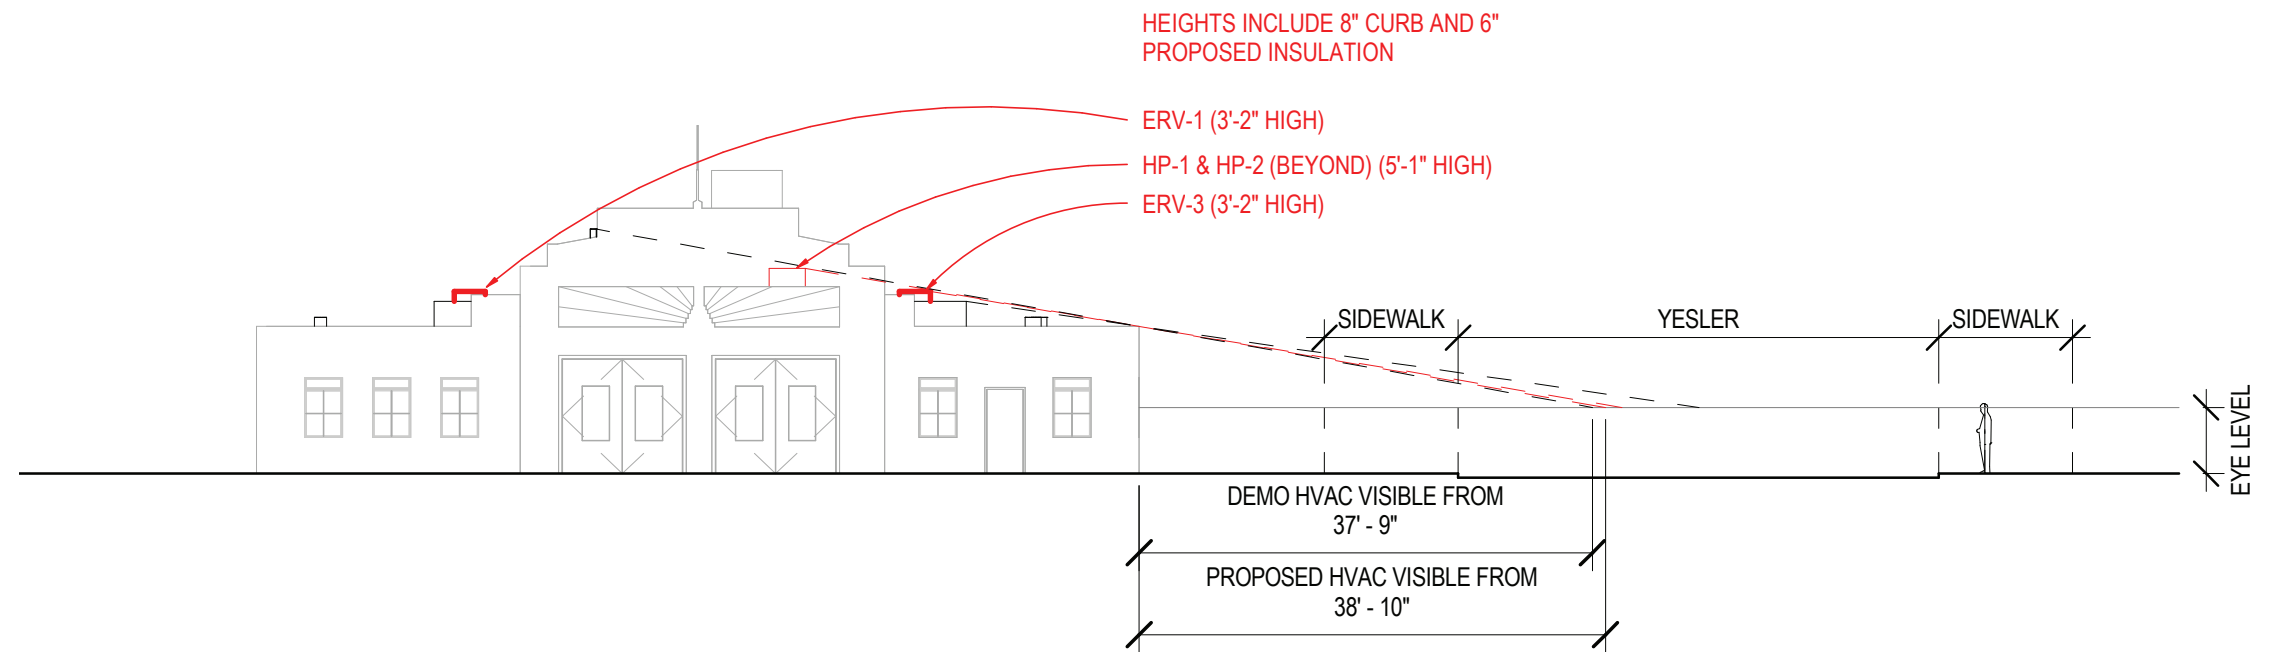 HEIGHTS INCLUDE 8" CURB AND 6"
PROPOSED INSULATION
ERV-1 (3'-2" HIGH)
HP-1 & HP-2 (BEYOND) (5'-1" HIGH)
ERV-3 (3'-2" HIGH)
SIDEWALK
YESLER
SIDEWALK
EYE LEVEL
DEMO HVAC VISIBLE FROM
37' - 9"
PROPOSED HVAC VISIBLE FROM
38' - 10"